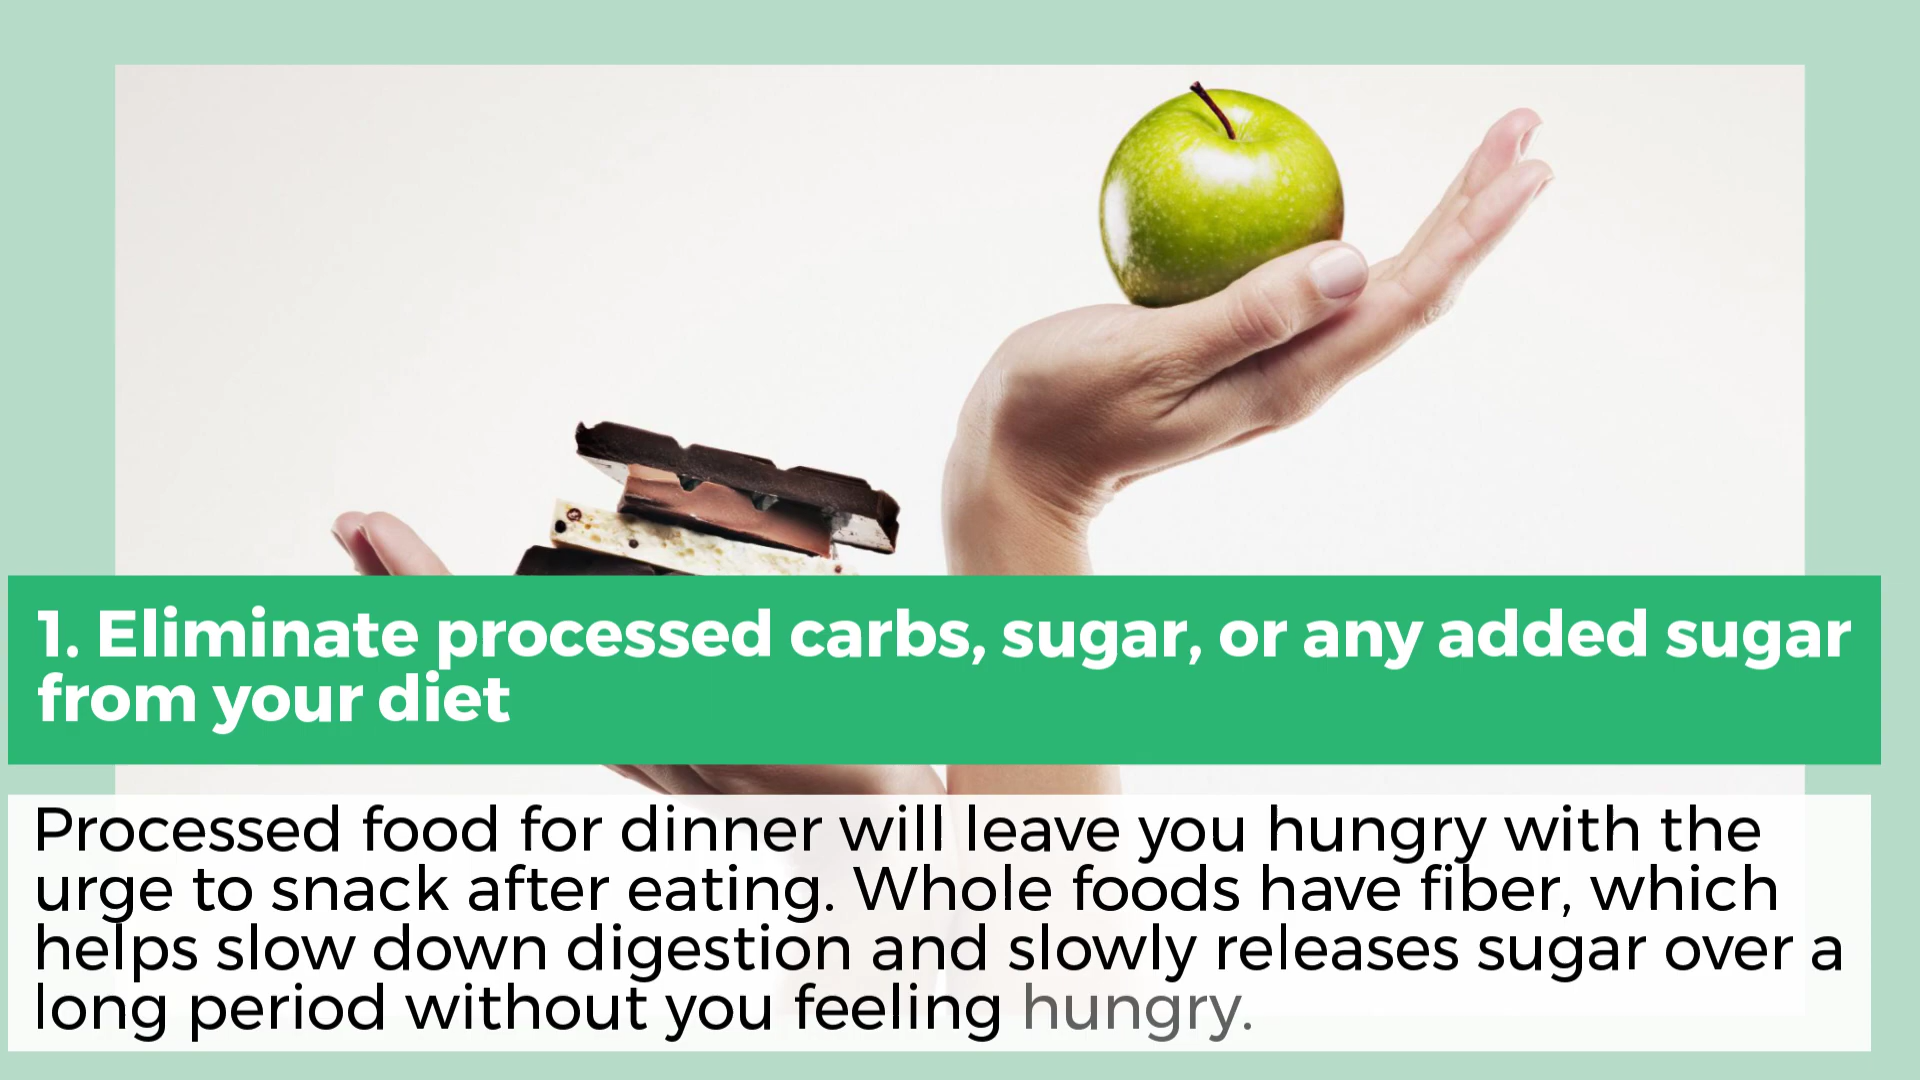 1. Eliminate processed carbs, sugar, or any added sugar
from your diet
Processed food for dinner will leave you hungry with the
urge to snack after eating. Whole foods have fiber, which
helps slow down digestion and slowly releases sugar over a
long period without you feeling hungry.